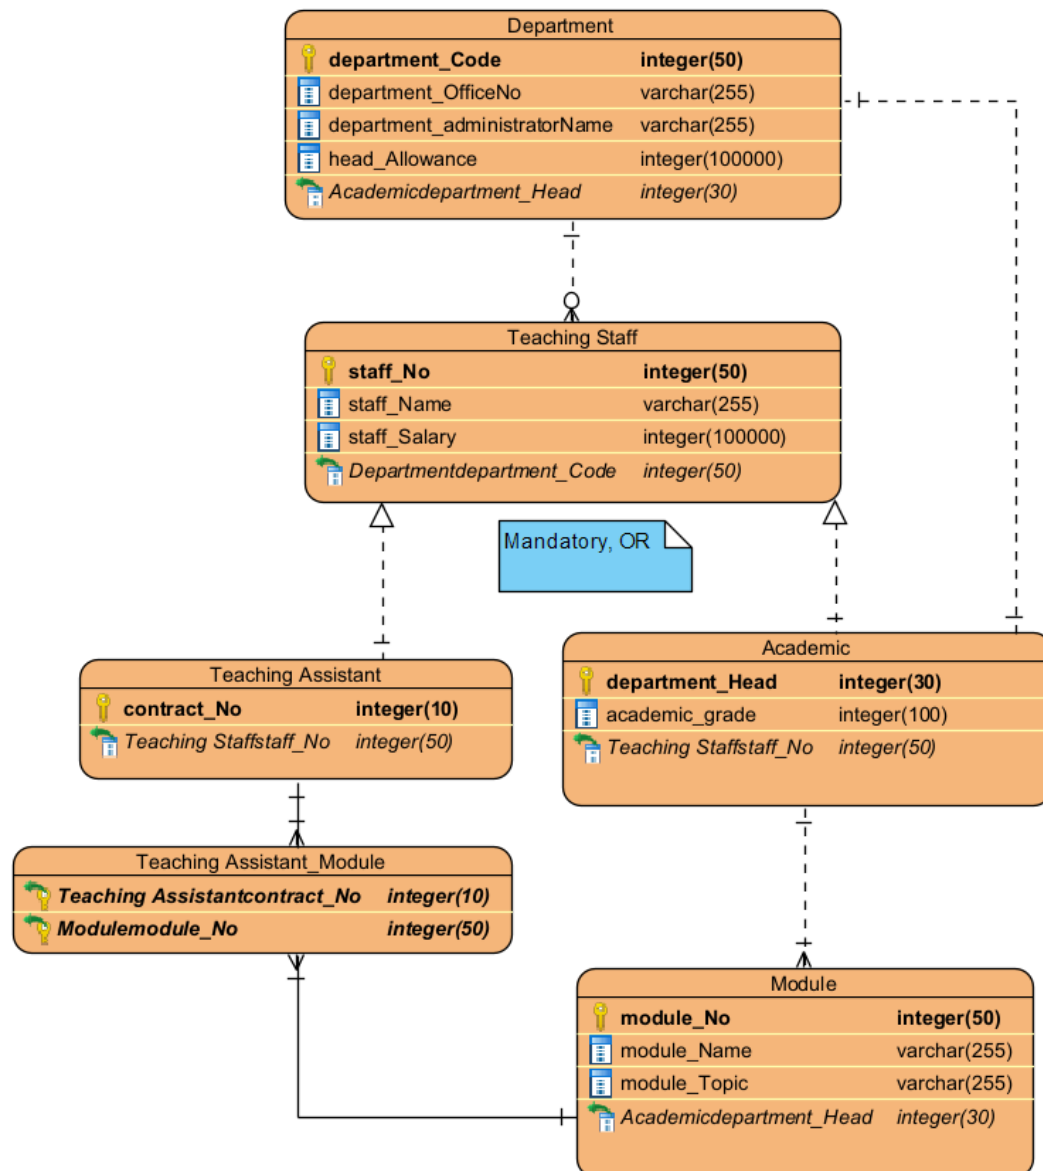 Department
department_Code integer(50)
department_OfficeNo varchar(255)
department_administratorName varchar(255)
head_Allowance integer(100000)
Academicdepartment_Head integer(30)
Teaching Staff
staff_No integer(50)
staff_Name varchar(255)
staff_Salary integer(100000)
Departmentdepartment_Code integer(50)
Mandatory, OR
Teaching Assistant
contract_No integer(10)
Teaching Staffstaff_No integer(50)
Academic
department_Head integer(30)
academic_grade integer(100)
Teaching Staffstaff_No integer(50)
Teaching Assistant_Module
Teaching Assistantcontract_No integer(10)
Modulemodule_No integer(50)
Module
module_No integer(50)
module_Name varchar(255)
module_Topic varchar(255)
Academicdepartment_Head integer(30)